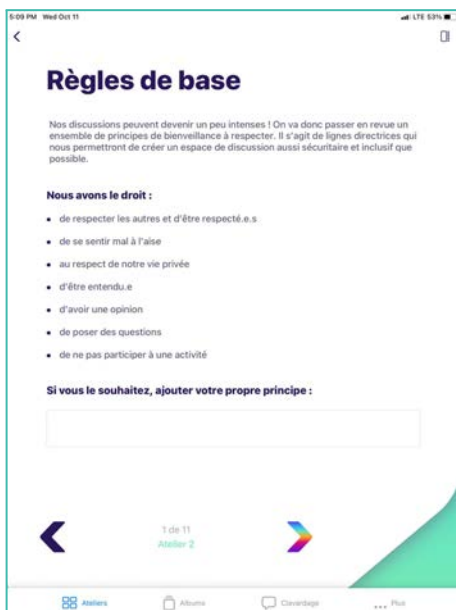 5:09 PM Wed Oct 11
LTE 53%
Règles de base
Nos discussions peuvent devenir un peu intenses ! On va donc passer en revue un
ensemble de principes de bienveillance à respecter. Il s'agit de lignes directrices qui
nous permettront de créer un espace de discussion aussi sécuritaire et inclusif que
possible.
Nous avons le droit :
• de respecter les autres et d'être respecté.e.s
• de se sentir mal à l'aise
• au respect de notre vie privée
• d'être entendu.e
• d'avoir une opinion
• de poser des questions
• de ne pas participer à une activité
Si vous le souhaitez, ajouter votre propre principe :
1 de 11
Atelier 2
Ateliers
Albums
Clavardage
Plus